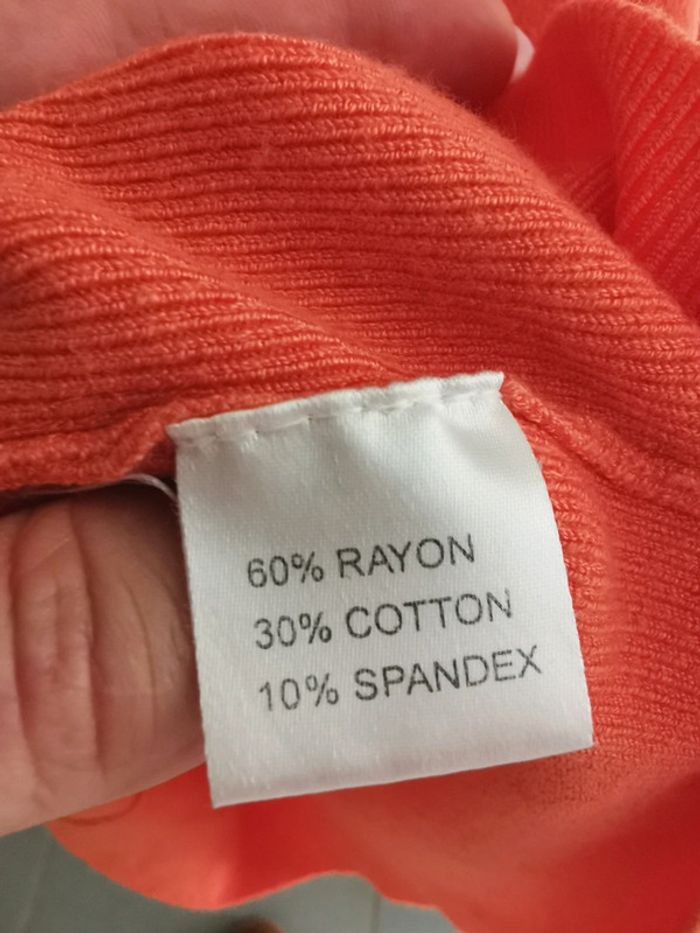 60% RAYON
30% COTTON
10% SPANDEX